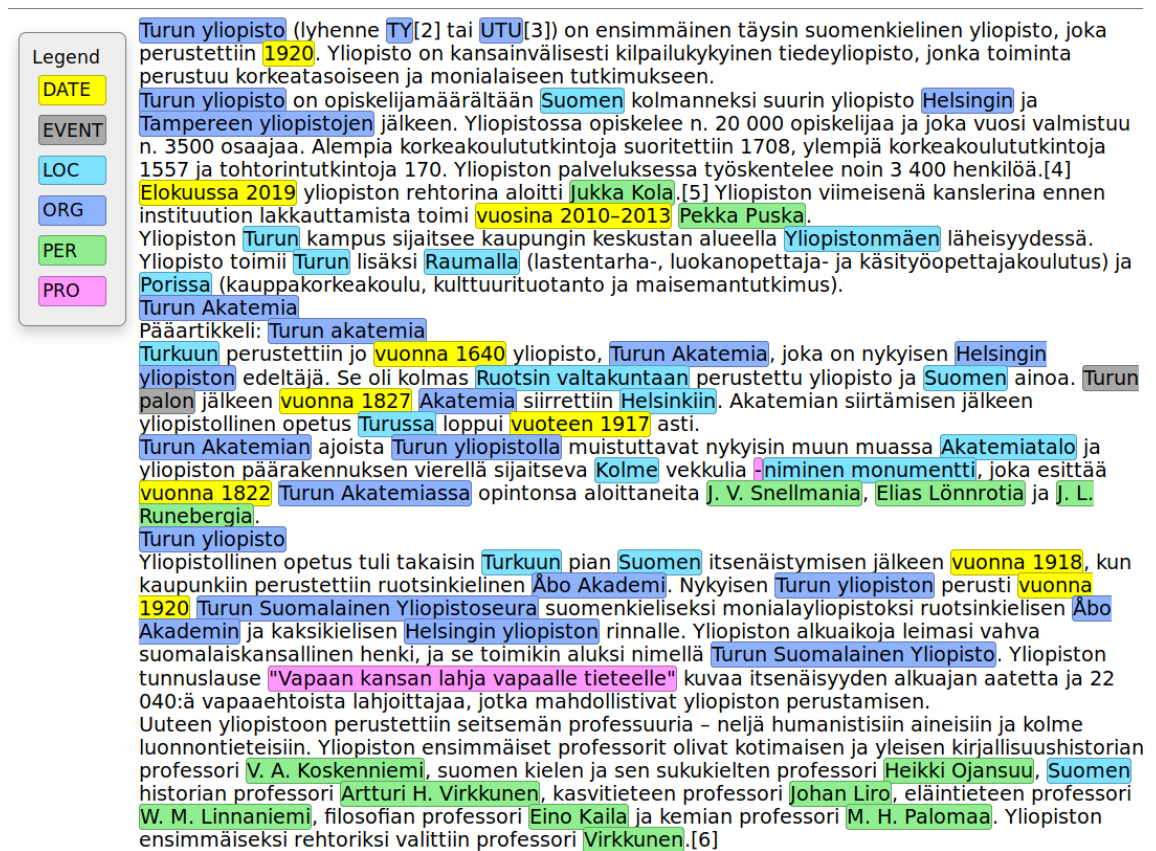 Legend
DATE
EVENT
LOC
ORG
PER
PRO
Turun yliopisto (lyhenne TY[2] tai UTU[3]) on ensimmäinen täysin suomenkielinen yliopisto, joka
perustettiin 1920. Yliopisto on kansainvälisesti kilpailukykyinen tiedeyliopisto, jonka toiminta
perustuu korkeatasoiseen ja monialaiseen tutkimukseen.
Turun yliopisto on opiskelijamäärältään Suomen kolmanneksi suurin yliopisto Helsingin ja
Tampereen yliopistojen jälkeen. Yliopistossa opiskelee n. 20 000 opiskelijaa ja joka vuosi valmistuu
n. 3500 osaajaa. Alempia korkeakoulututkintoja suoritettiin 1708, ylempiä korkeakoulututkintoja
1557 ja tohtorintutkintoja 170. Yliopiston palveluksessa työskentelee noin 3 400 henkilöä.[4]
Elokuussa 2019 yliopiston rehtorina aloitti Jukka Kola.[5] Yliopiston viimeisenä kanslerina ennen
instituution lakkauttamista toimi vuosina 2010–2013 Pekka Puska.
Yliopiston Turun kampus sijaitsee kaupungin keskustan alueella Yliopistonmäen läheisyydessä.
Yliopisto toimii Turun lisäksi Raumalla (lastentarha-, luokanopettaja- ja käsityöopettajakoulutus) ja
Porissa (kauppakorkeakoulu, kulttuurituotanto ja maisemantutkimus).
Turun Akatemia
Pääartikkeli: Turun akatemia
Turkuun perustettiin jo vuonna 1640 yliopisto, Turun Akatemia, joka on nykyisen Helsingin
yliopiston edeltäjä. Se oli kolmas Ruotsin valtakuntaan perustettu yliopisto ja Suomen ainoa. Turun
palon jälkeen vuonna 1827 Akatemia siirrettiin Helsinkiin. Akatemian siirtämisen jälkeen
yliopistollinen opetus Turussa loppui vuoteen 1917 asti.
Turun Akatemian ajoista Turun yliopistolla muistuttavat nykyisin muun muassa Akatemiatalo ja
yliopiston päärakennuksen vierellä sijaitseva Kolme vekkulia -niminen monumentti, joka esittää
vuonna 1822 Turun Akatemiassa opintonsa aloittaneita J. V. Snellmania, Elias Lönnrotia ja J. L.
Runebergia.
Turun yliopisto
Yliopistollinen opetus tuli takaisin Turkuun pian Suomen itsenäistymisen jälkeen vuonna 1918, kun
kaupunkiin perustettiin ruotsinkielinen Åbo Akademi. Nykyisen Turun yliopiston perusti vuonna
1920 Turun Suomalainen Yliopistoseura suomenkieliseksi monialayliopistoksi ruotsinkielisen Åbo
Akademin ja kaksikielisen Helsingin yliopiston rinnalle. Yliopiston alkuaikoja leimasi vahva
suomalaiskansallinen henki, ja se toimikin aluksi nimellä Turun Suomalainen Yliopisto. Yliopiston
tunnuslause "Vapaan kansan lahja vapaalle tieteelle" kuvaa itsenäisyyden alkuajan aatetta ja 22
040:ä vapaaehtoista lahjoittajaa, jotka mahdollistivat yliopiston perustamisen.
Uuteen yliopistoon perustettiin seitsemän professuuria – neljä humanistisiin aineisiin ja kolme
luonnontieteisiin. Yliopiston ensimmäiset professorit olivat kotimaisen ja yleisen kirjallisuushistorian
professori V. A. Koskenniemi, suomen kielen ja sen sukukielten professori Heikki Ojansuu, Suomen
historian professori Artturi H. Virkkunen, kasvitieteen professori Johan Liro, eläintieteen professori
W. M. Linnaniemi, filosofian professori Eino Kaila ja kemian professori M. H. Palomaa. Yliopiston
ensimmäiseksi rehtoriksi valittiin professori Virkkunen.[6]